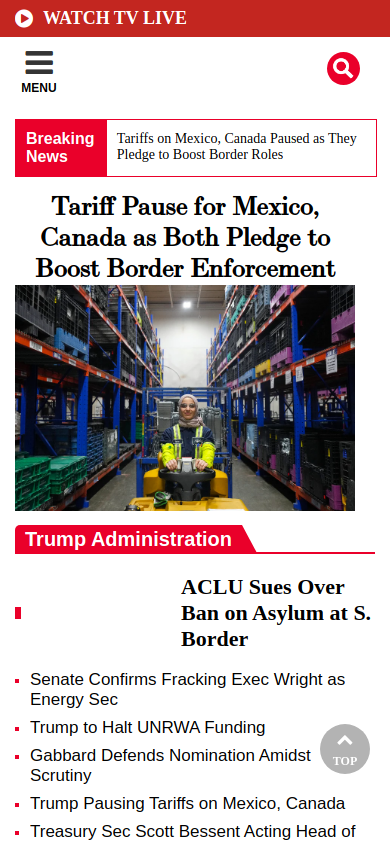 WATCH TV LIVE
MENU
Breaking
News
Tariffs on Mexico, Canada Paused as They
Pledge to Boost Border Roles
Tariff Pause for Mexico,
Canada as Both Pledge to
Boost Border Enforcement
Trump Administration
ACLU Sues Over
Ban on Asylum at S.
Border
Senate Confirms Fracking Exec Wright as
Energy Sec
Trump to Halt UNRWA Funding
Gabbard Defends Nomination Amidst
Scrutiny
TOP
Trump Pausing Tariffs on Mexico, Canada
Treasury Sec Scott Bessent Acting Head of